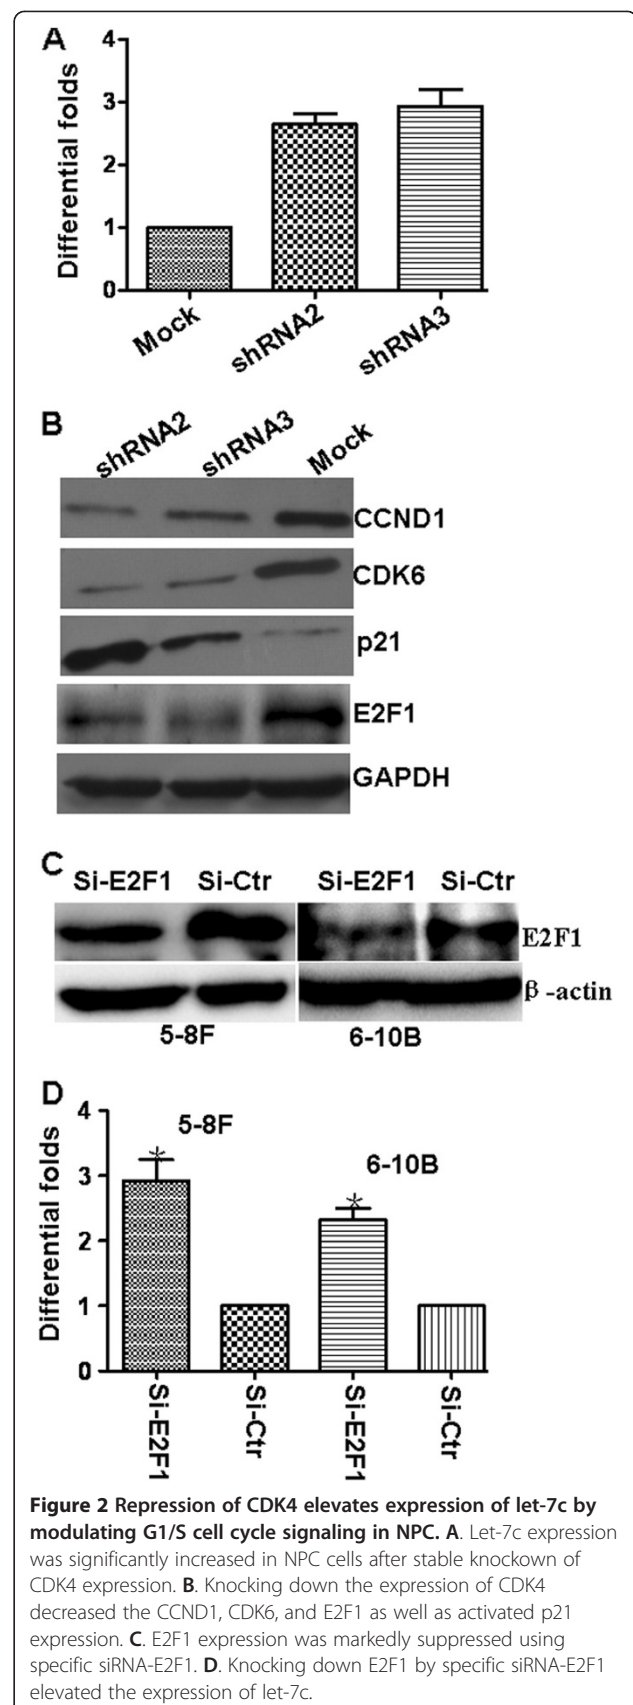 A
Differential folds
4
3
2
1
0
Mock
shRNA2
shRNA3
B
shRNA2
shRNA3
Mock
CCND1
CDK6
p21
E2F1
GAPDH
C
Si-E2F1 Si-Ctr Si-E2F1 Si-Ctr
E2F1
β-actin
5-8F 6-10B
D
Differential folds
4
3
2
1
0
5-8F
6-10B
*
*
Si-E2F1
Si-Ctr
Si-E2F1
Si-Ctr
Figure 2 Repression of CDK4 elevates expression of let-7c by
modulating G1/S cell cycle signaling in NPC. A. Let-7c expression
was significantly increased in NPC cells after stable knockown of
CDK4 expression. B. Knocking down the expression of CDK4
decreased the CCND1, CDK6, and E2F1 as well as activated p21
expression. C. E2F1 expression was markedly suppressed using
specific siRNA-E2F1. D. Knocking down E2F1 by specific siRNA-E2F1
elevated the expression of let-7c.